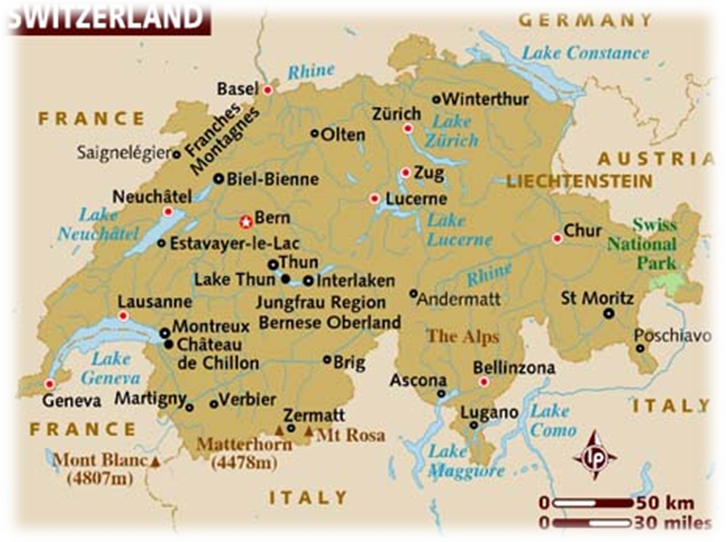 SWITZERLAND
GERMANY
Lake Constance
Rhine
Basel
FRANCE
Franches
Montagnes
Winterthur
Zürich
Lake
Zürich
Olten
Saignelégier
AUSTRIA
Zug
LIECHTENSTEIN
Biel-Bienne
Neuchâtel
Lucerne
Lake
Neuchâtel
Bern
Lake
Lucerne
Chur
Swiss
National
Park
Estavayer-le-Lac
Thun
Rhine
Lake Thun
Interlaken
Jungfrau Region
Bernese Oberland
Andermatt
St Moritz
Lausanne
Montreux
Château
de Chillon
The Alps
Poschiavo
Lake
Geneva
Brig
Bellinzona
Ascona
Geneva
Martigny
Verbier
Zermatt
Lugano
Lake
Como
ITALY
FRANCE
Matterhorn
(4478m)
Mt Rosa
Mont Blanc
(4807m)
Lake
Maggiore
lp
ITALY
0 50 km
0 30 miles